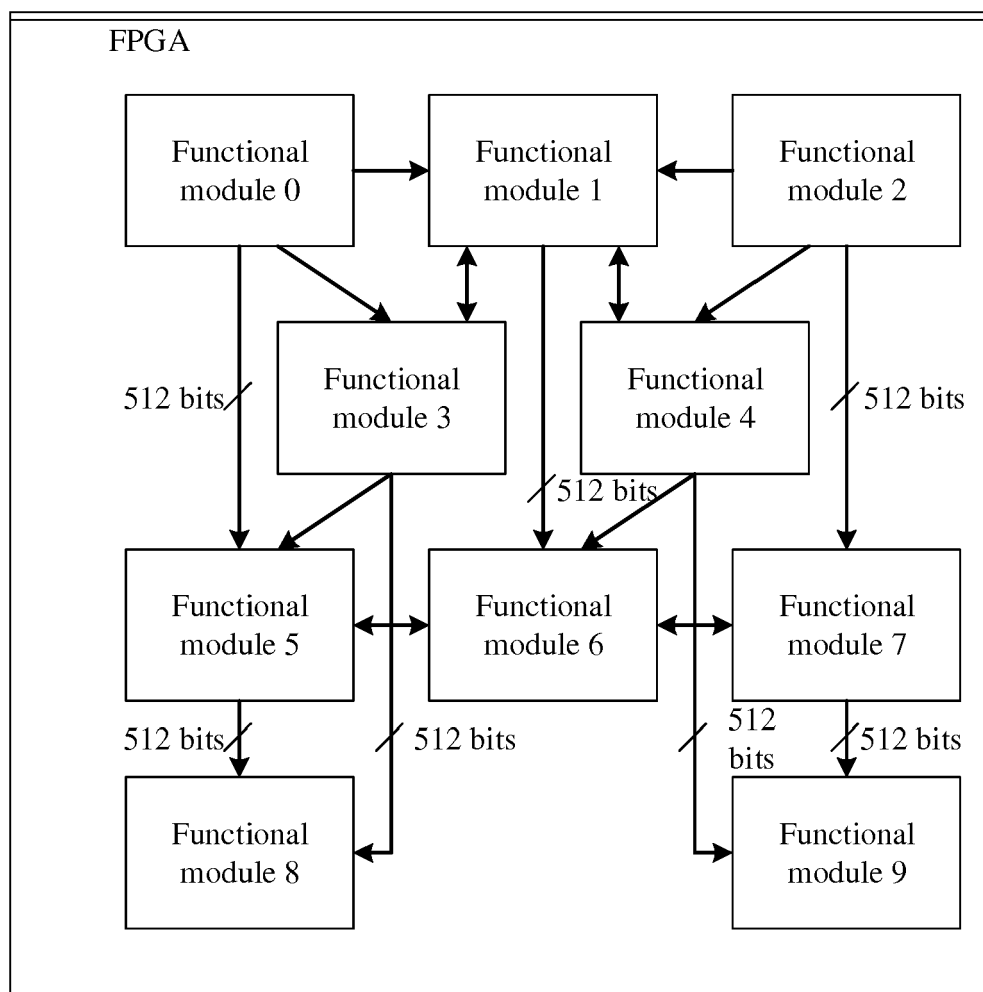 FPGA
Functional
module 0
Functional
module 1
Functional
module 2
Functional
module 3
Functional
module 4
512 bits
512 bits
512 bits
Functional
module 5
Functional
module 6
Functional
module 7
512 bits
512 bits
512
bits
512 bits
Functional
module 8
Functional
module 9